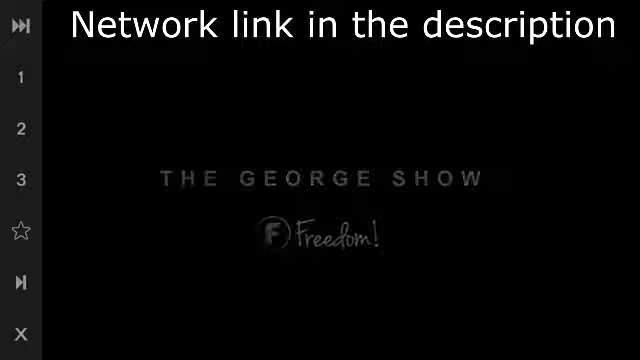 Network link in the description
1
2
3
THE GEORGE SHOW
F Freedom!
X